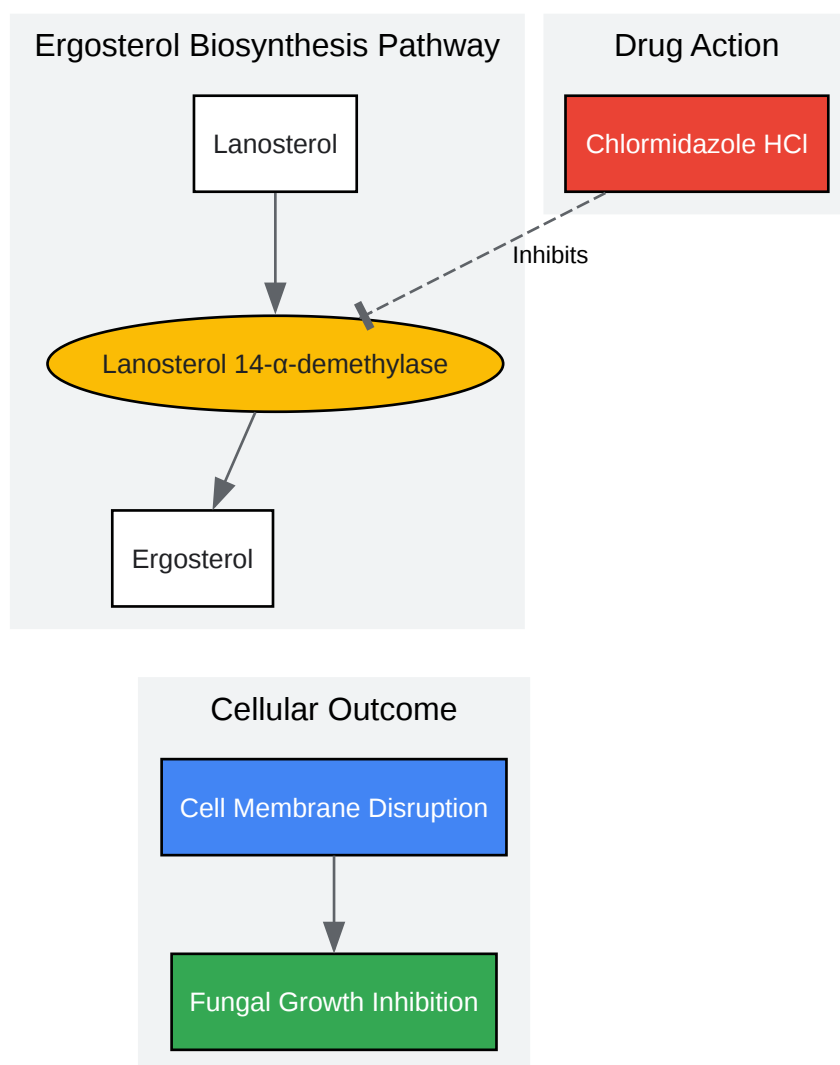 Ergosterol Biosynthesis Pathway
Drug Action
Lanosterol
Chlormidazole HCl
Inhibits
Lanosterol 14-α-demethylase
Ergosterol
Cellular Outcome
Cell Membrane Disruption
Fungal Growth Inhibition